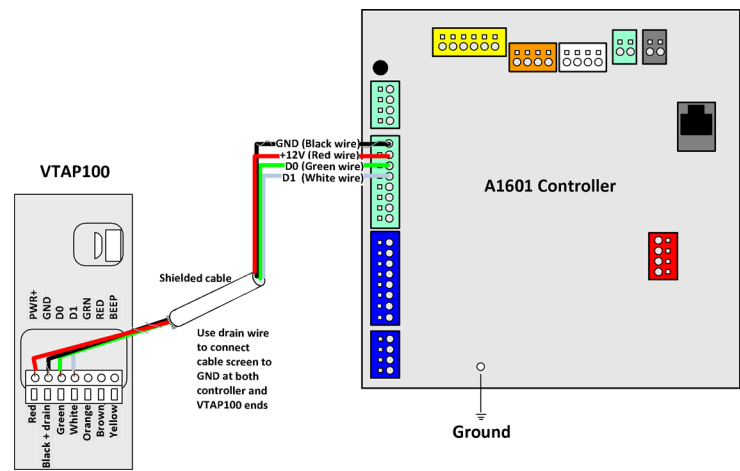 VTAP100
PWR+
GND
D0
D1
GRN
RED
BEEP
Red
Black + drain
Green
White
Orange
Brown
Yellow
Shielded cable
Use drain wire
to connect
cable screen to
GND at both
controller and
VTAP100 ends
GND (Black wire)
+12V (Red wire)
D0 (Green wire)
D1 (White wire)
A1601 Controller
Ground